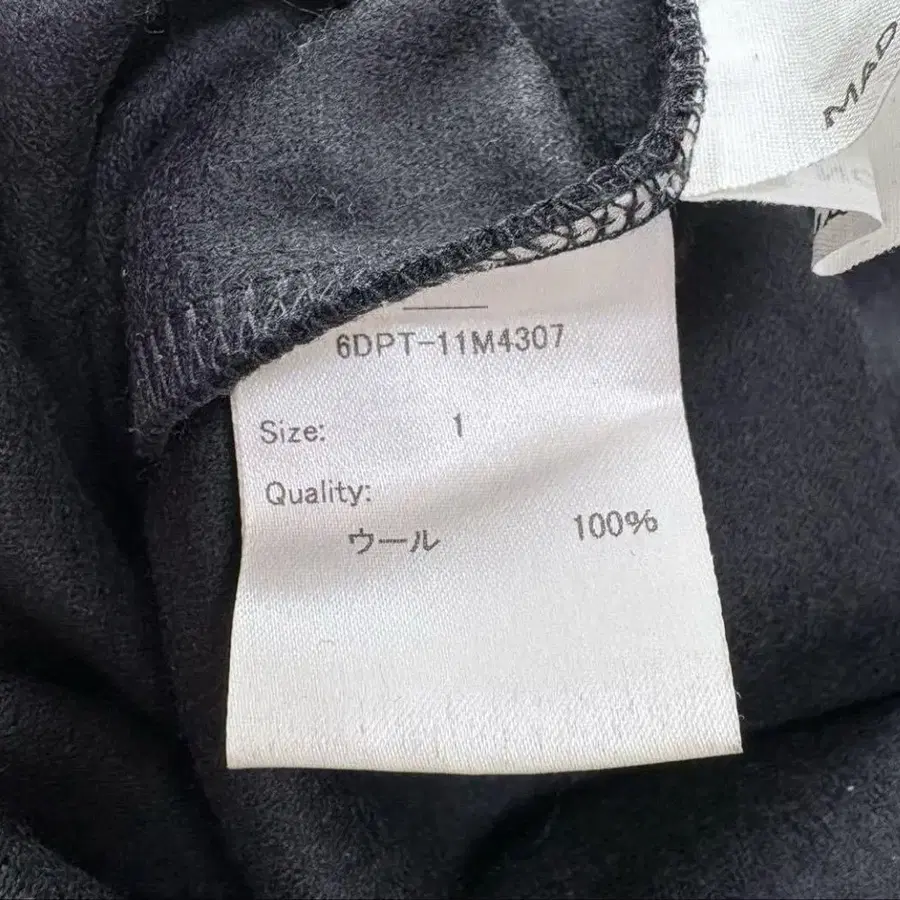 MAD
6DPT-11M4307
Size: 1
Quality:
ウール 100%